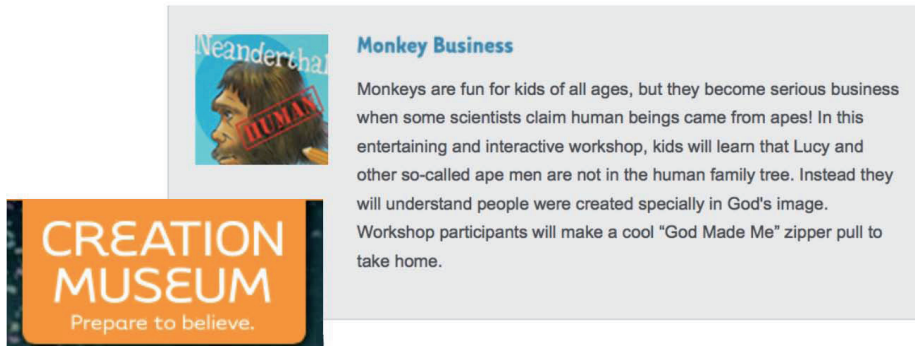 Neanderthal
HUMAN
Monkey Business
Monkeys are fun for kids of all ages, but they become serious business
when some scientists claim human beings came from apes! In this
entertaining and interactive workshop, kids will learn that Lucy and
other so-called ape men are not in the human family tree. Instead they
will understand people were created specially in God's image.
Workshop participants will make a cool “God Made Me” zipper pull to
take home.
CREATION
MUSEUM
Prepare to believe.